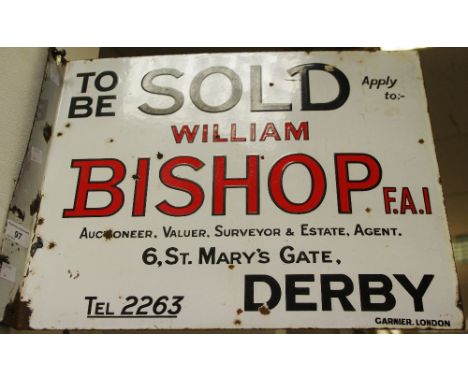 TO BE SOLD Apply to:-
WILLIAM
BISHOP F.A.I
AUCTIONEER. VALUER. SURVEYOR & ESTATE, AGENT.
6, ST. MARY'S GATE,
DERBY
TEL 2263
GARNIER. LONDON
97